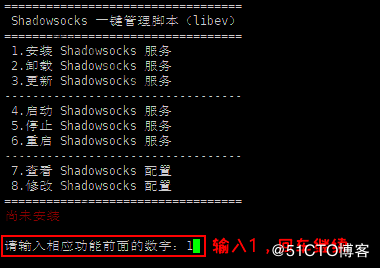 ==================================
Shadowsocks 一键管理脚本（libev）
==================================
1.安装 Shadowsocks 服务
2.卸载 Shadowsocks 服务
3.更新 Shadowsocks 服务
----------------------------------
4.启动 Shadowsocks 服务
5.停止 Shadowsocks 服务
6.重启 Shadowsocks 服务
----------------------------------
7.查看 Shadowsocks 配置
8.修改 Shadowsocks 配置
==================================
尚未安装
请输入相应功能前面的数字：1
输入1，回车继续
@51CTO博客